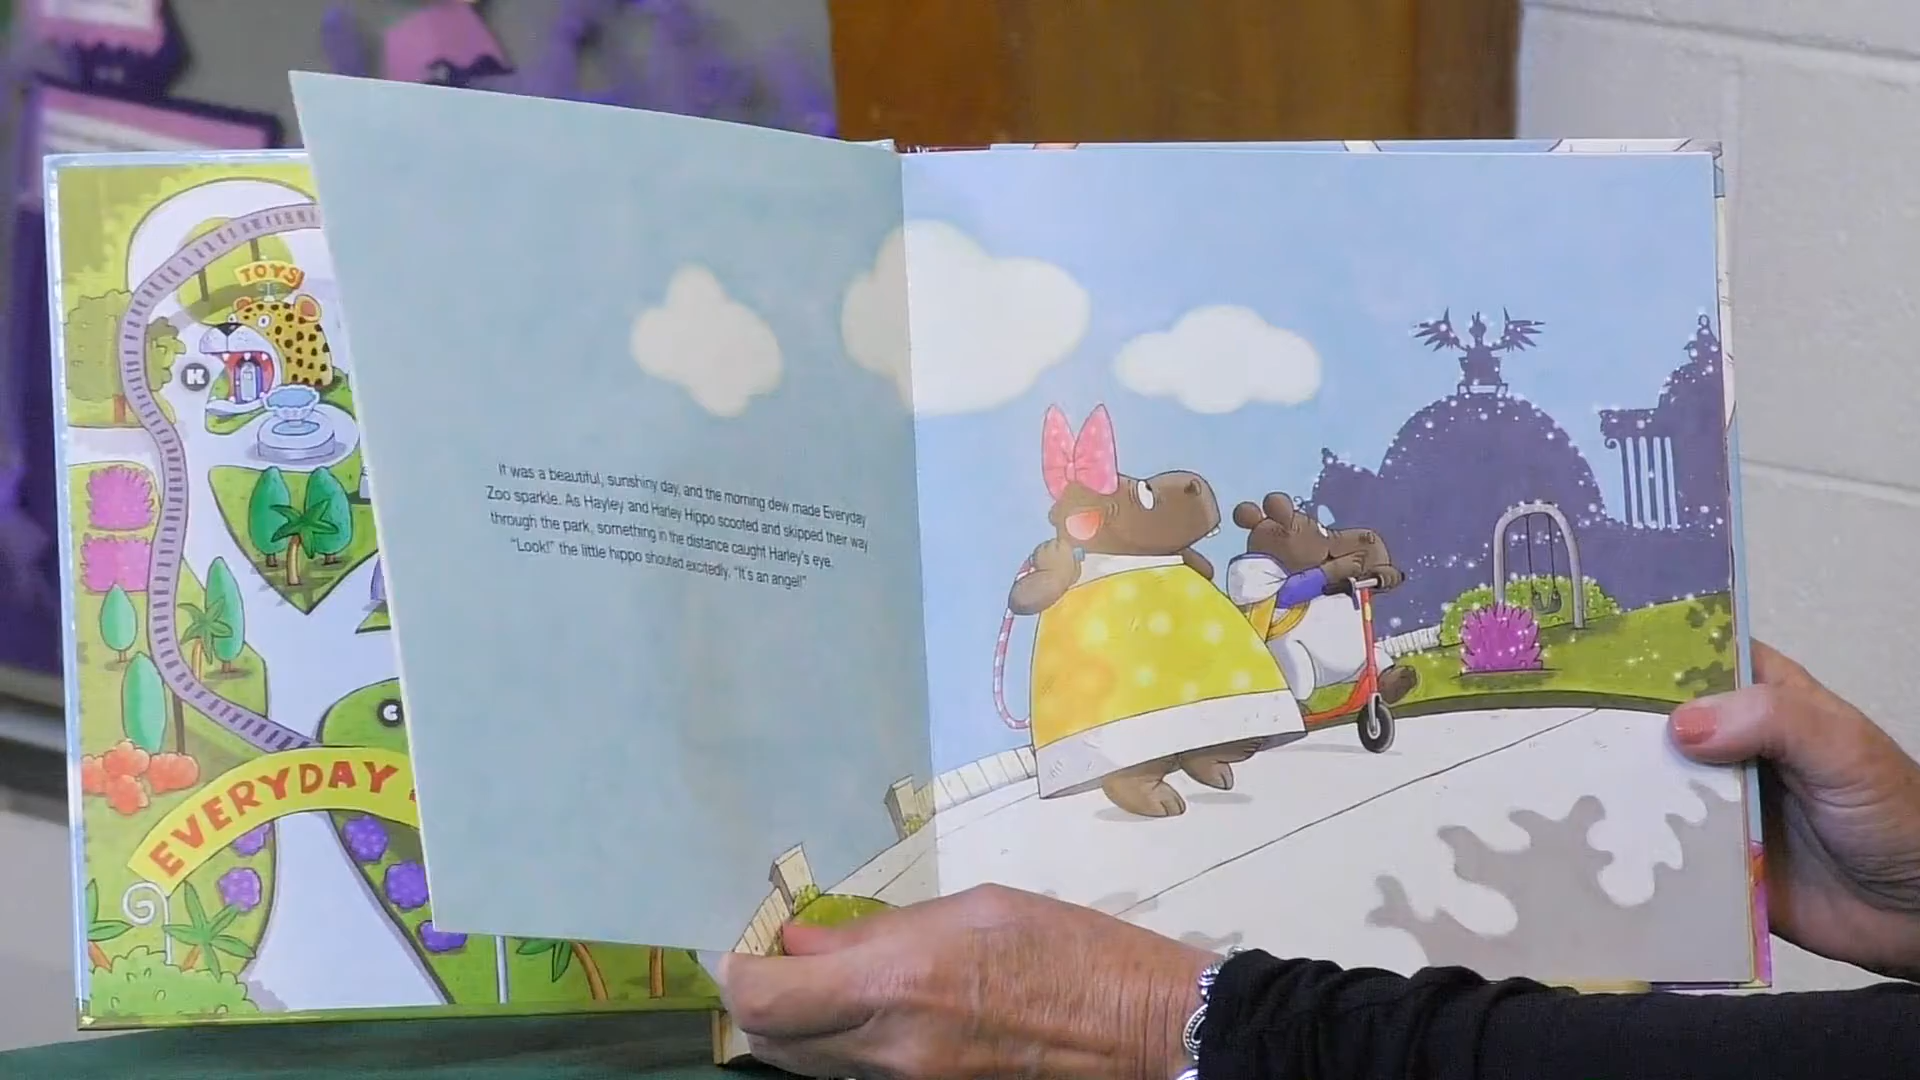 TOYS
K
C
EVERYDAY
It was a beautiful, sunshiny day, and the morning dew made Everyday
Zoo sparkle. As Hayley and Harley Hippo scooted and skipped their way
through the park, something in the distance caught Harley's eye.
"Look!" the little hippo shouted excitedly. "It's an angel!"